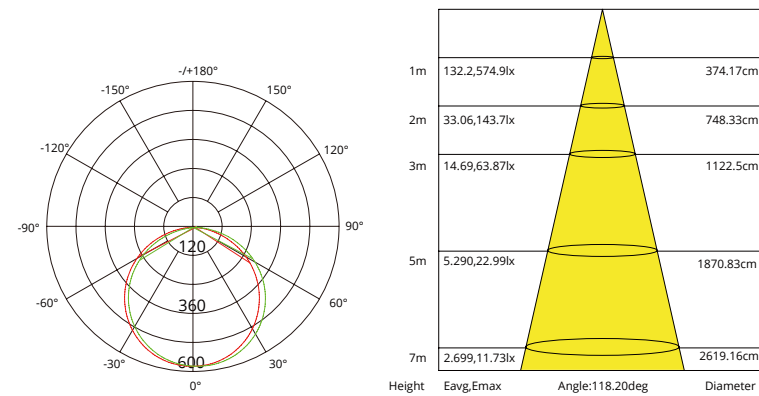 -/+180°
-150° 150°
-120° 120°
-90° 90°
120
-60° 60°
360
-30° 30°
600
0°
1m 132.2,574.9lx 374.17cm
2m 33.06,143.7lx 748.33cm
3m 14.69,63.87lx 1122.5cm
5m 5.290,22.99lx 1870.83cm
7m 2.699,11.73lx 2619.16cm
Height Eavg,Emax Angle:118.20deg Diameter